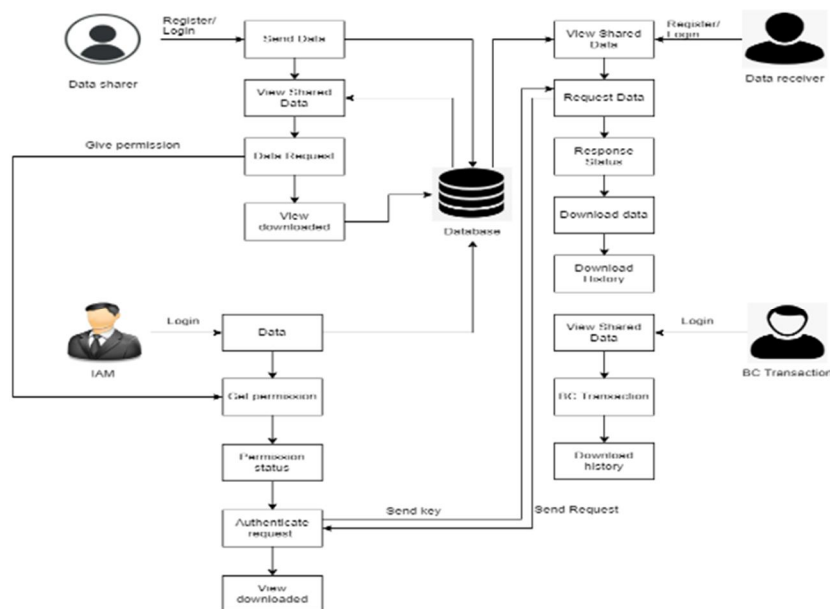 Register/
Login
Send Data
Data sharer
View Shared
Data
Give permission
Data Request
View
downloaded
Database
View Shared
Data
Register/
Login
Data receiver
Request Data
Response
Status
Download data
Download
History
Login
Data
IAM
Get permission
Permission
status
Send key
Send Request
Authenticate
request
View
downloaded
View Shared
Data
Login
BC Transaction
BC Transaction
Download
history